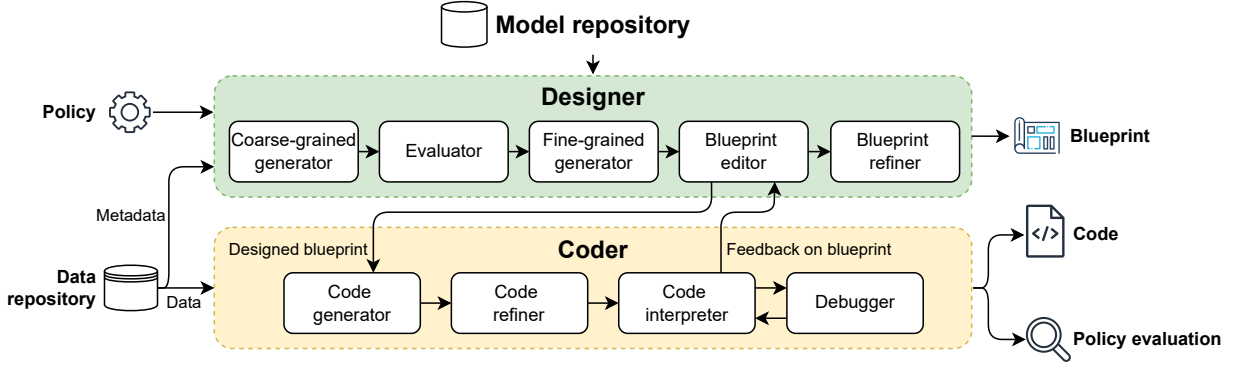 Model repository
Policy
Designer
Coarse-grained
generator
Evaluator
Fine-grained
generator
Blueprint
editor
Blueprint
refiner
Blueprint
Metadata
Designed blueprint
Coder
Feedback on blueprint
Data
repository
Data
Code
generator
Code
refiner
Code
interpreter
Debugger
</>
Code
Policy evaluation